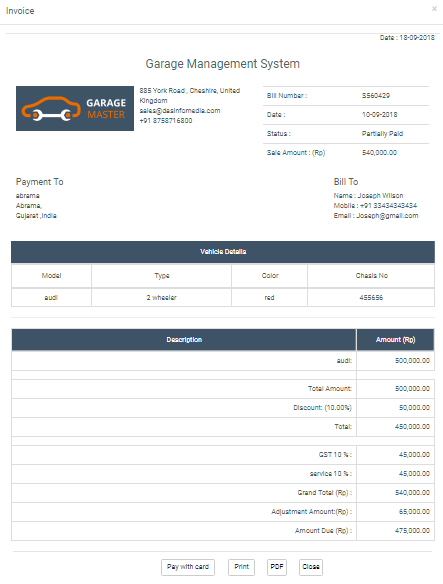 Invoice
×
Date : 18-09-2018
Garage Management System
GARAGE
MASTER
885 York Road , Cheshire, United
Kingdom
sales@dasinfomedia.com
+91 8758716800
Bill Number : S560429
Date : 10-09-2018
Status : Partially Paid
Sale Amount : (Rp) 540,000.00
Payment To
abrama
Abrama,
Gujarat ,India
Bill To
Name : Joseph Wilson
Mobile : +91 33434343434
Email : Joseph@gmail.com
Vehicle Details
Model Type Color Chasis No
audi 2 wheeler red 455656
Description Amount (Rp)
audi: 500,000.00
Total Amount: 500,000.00
Discount: (10.00%) 50,000.00
Total: 450,000.00
GST 10 % : 45,000.00
service 10 % : 45,000.00
Grand Total (Rp) : 540,000.00
Adjustment Amount:(Rp) : 65,000.00
Amount Due (Rp) : 475,000.00
Pay with card Print PDF Close